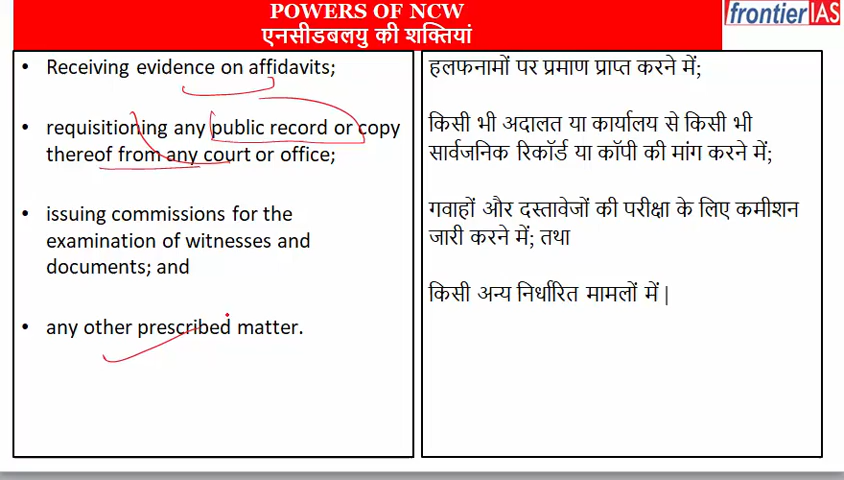 POWERS OF NCW
एनसीडबलयु की शक्तियां
frontierIAS
• Receiving evidence on affidavits;
• requisitioning any public record or copy
thereof from any court or office;
• issuing commissions for the
examination of witnesses and
documents; and
• any other prescribed matter.
हलफनामों पर प्रमाण प्राप्त करने में;
किसी भी अदालत या कार्यालय से किसी भी
सार्वजनिक रिकॉर्ड या कॉपी की मांग करने में;
गवाहों और दस्तावेजों की परीक्षा के लिए कमीशन
जारी करने में; तथा
किसी अन्य निर्धारित मामलों में |